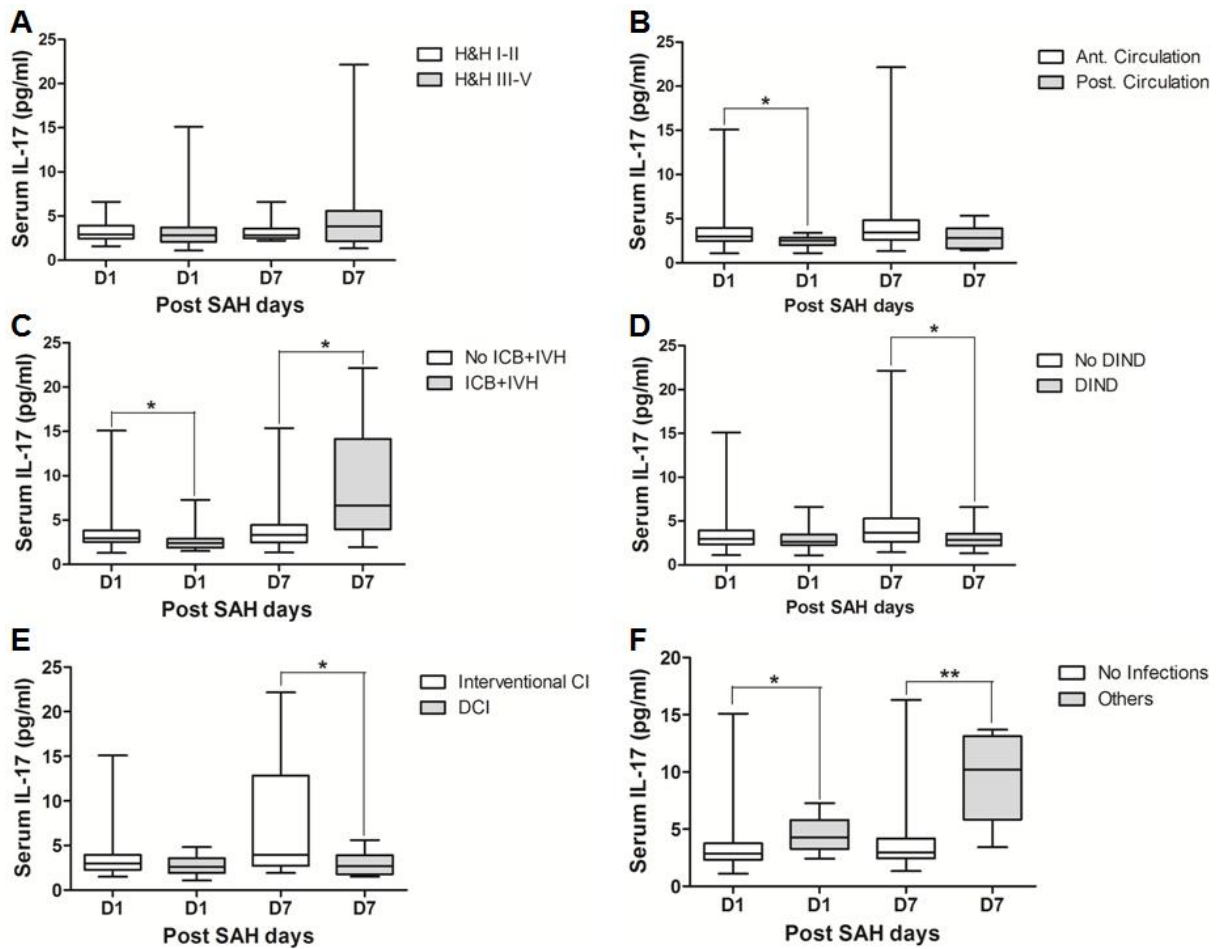 A
Serum IL-17 (pg/ml)
25
20
15
10
5
0
D1 D1 D7 D7
Post SAH days
H&H I-II
H&H III-V
B
Serum IL-17 (pg/ml)
25
20
15
10
5
0
*
D1 D1 D7 D7
Post SAH days
Ant. Circulation
Post. Circulation
C
Serum IL-17 (pg/ml)
25
20
15
10
5
0
*
*
D1 D1 D7 D7
Post SAH days
No ICB+IVH
ICB+IVH
D
Serum IL-17 (pg/ml)
25
20
15
10
5
0
*
D1 D1 D7 D7
Post SAH days
No DIND
DIND
E
Serum IL-17 (pg/ml)
25
20
15
10
5
0
*
D1 D1 D7 D7
Post SAH days
Interventional CI
DCI
F
Serum IL-17 (pg/ml)
20
15
10
5
0
*
**
D1 D1 D7 D7
Post SAH days
No Infections
Others